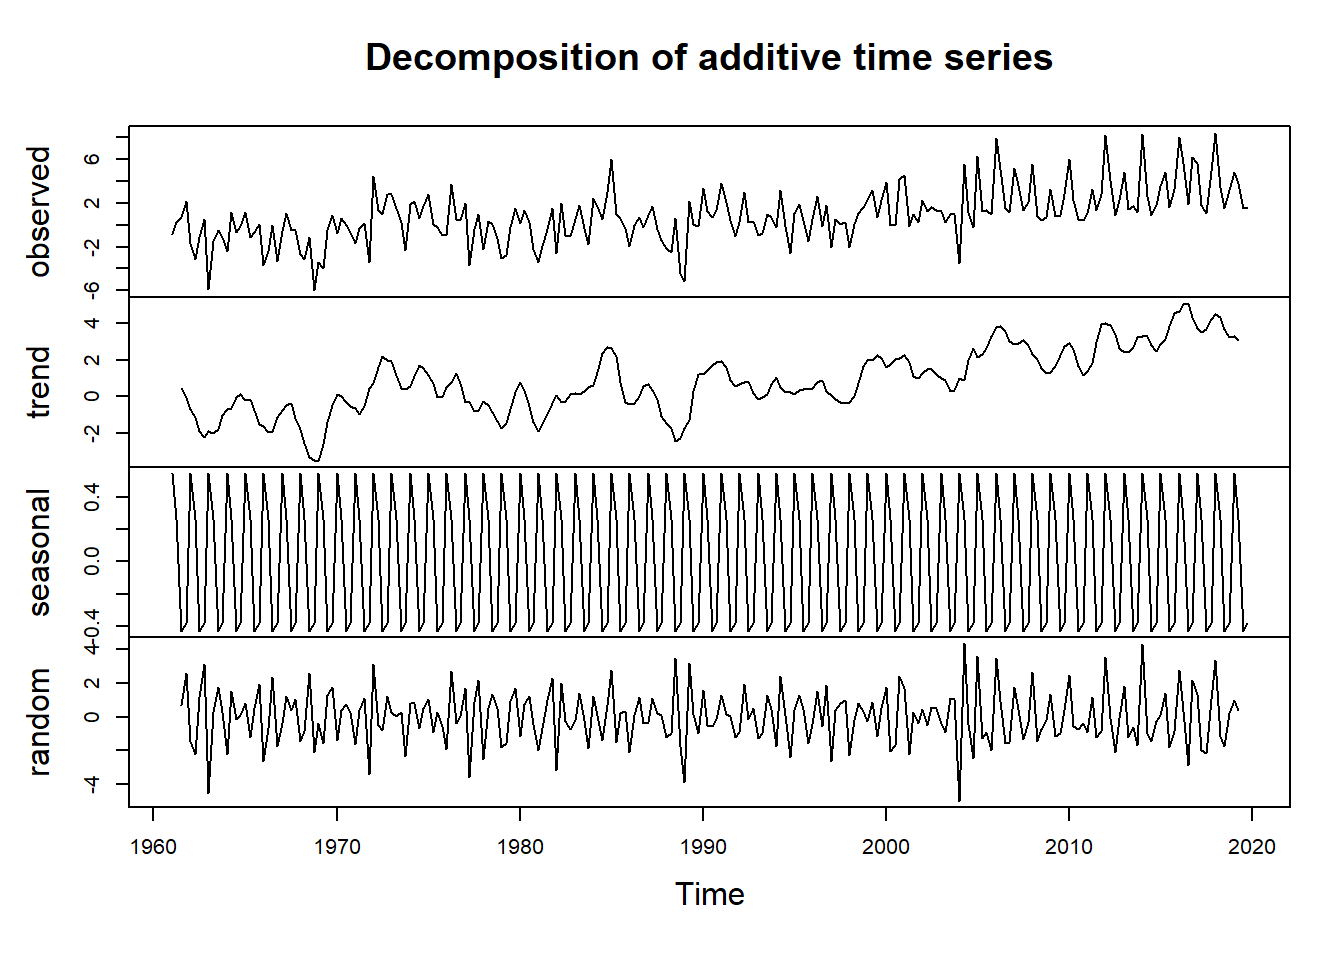 Decomposition of additive time series
observed
-6 -2 2 6
trend
-2 0 2 4
seasonal
-0.4 0.0 0.4
random
-4 0 2 4
1960 1970 1980 1990 2000 2010 2020
Time